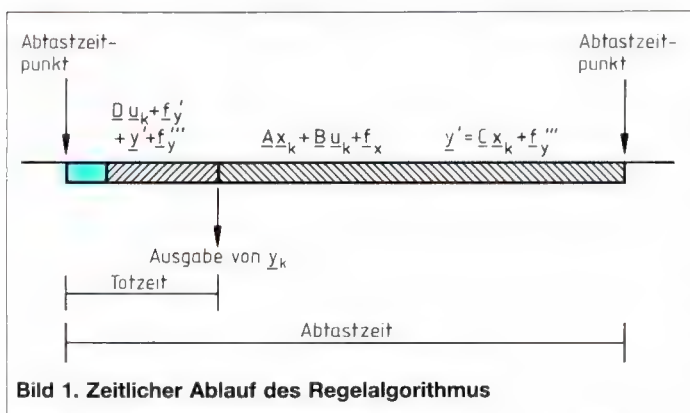 Abtastzeit-
punkt
Abtastzeit-
punkt
D u_k + f_y'
+ y' + f_y'''
A x_k + B u_k + f_x
y' = C x_k + f_y'''
Ausgabe von y_k
Totzeit
Abtastzeit
Bild 1. Zeitlicher Ablauf des Regelalgorithmus